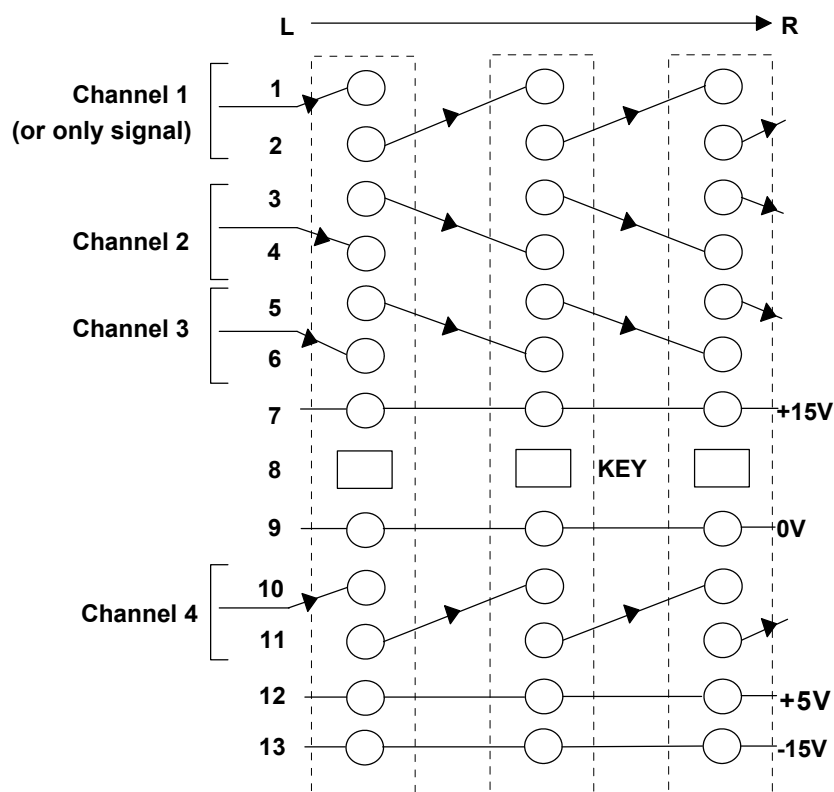 L R
Channel 1
(or only signal)
1
2
Channel 2
3
4
Channel 3
5
6
7 +15V
8 KEY
9 0V
Channel 4
10
11
12 +5V
13 -15V